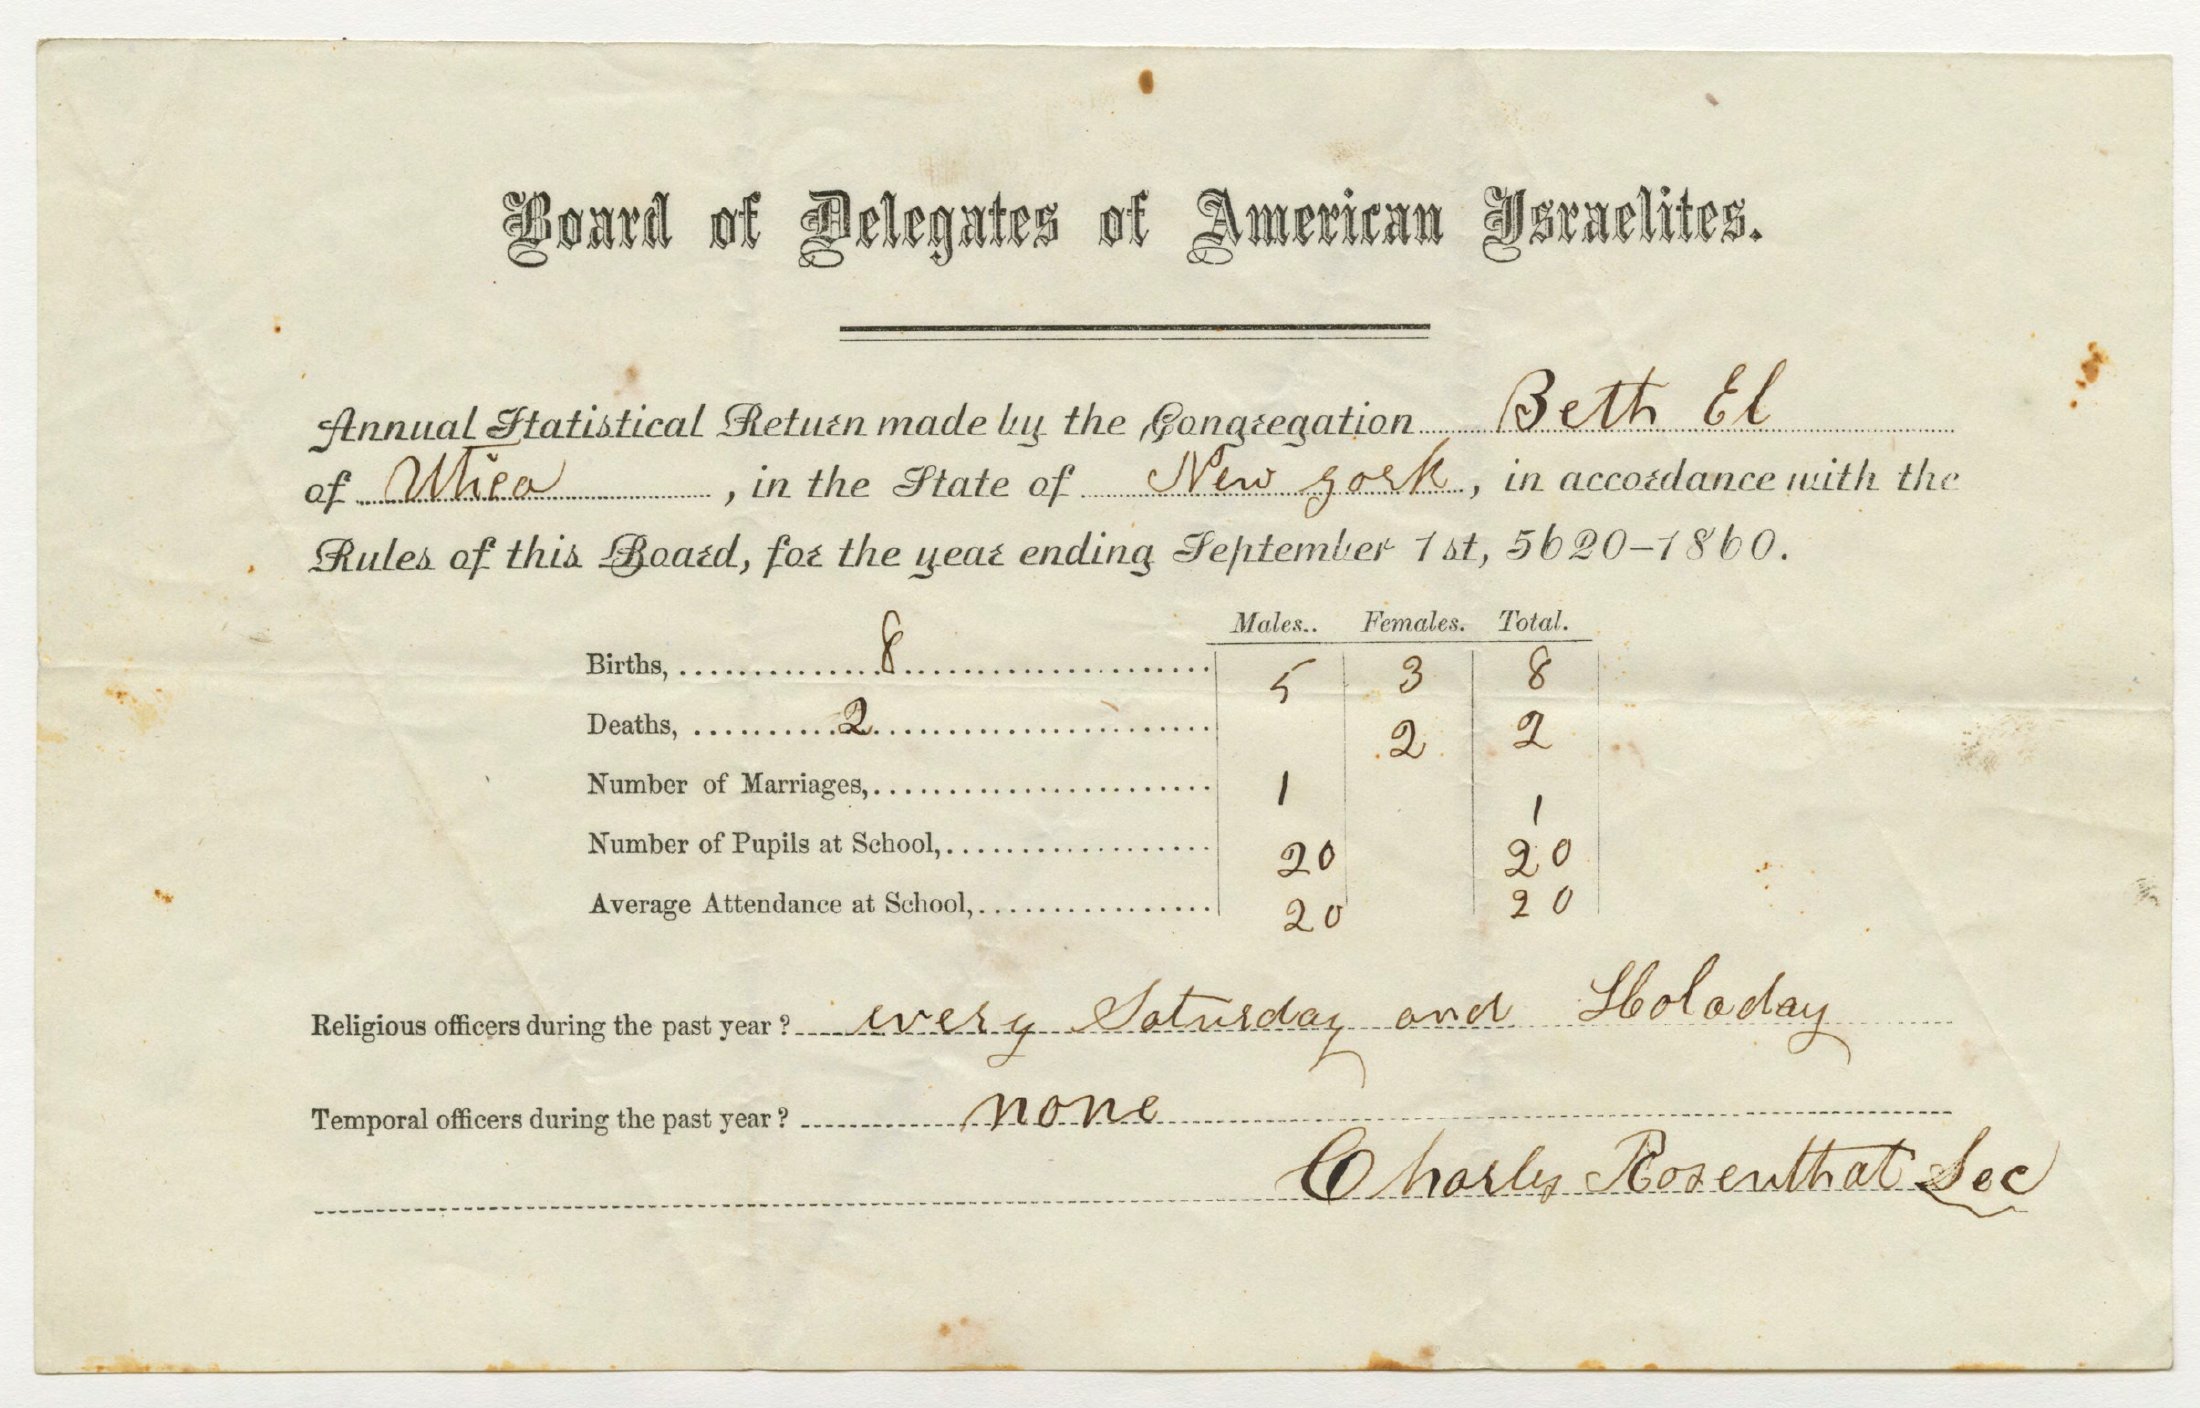 Board of Delegates of American Israelites.
Annual Statistical Return made by the Congregation Beth El
of Utica, in the State of New york, in accordance with the
Rules of this Board, for the year ending September 1st, 5620–1860.
Males.. Females. Total.
Births, 8 5 3 8
Deaths, 2 2 2
Number of Marriages, 1 1
Number of Pupils at School, 20 20
Average Attendance at School, 20 20
Religious officers during the past year? every Saturday and Holaday
Temporal officers during the past year? none
Charles Rosenthal Sec